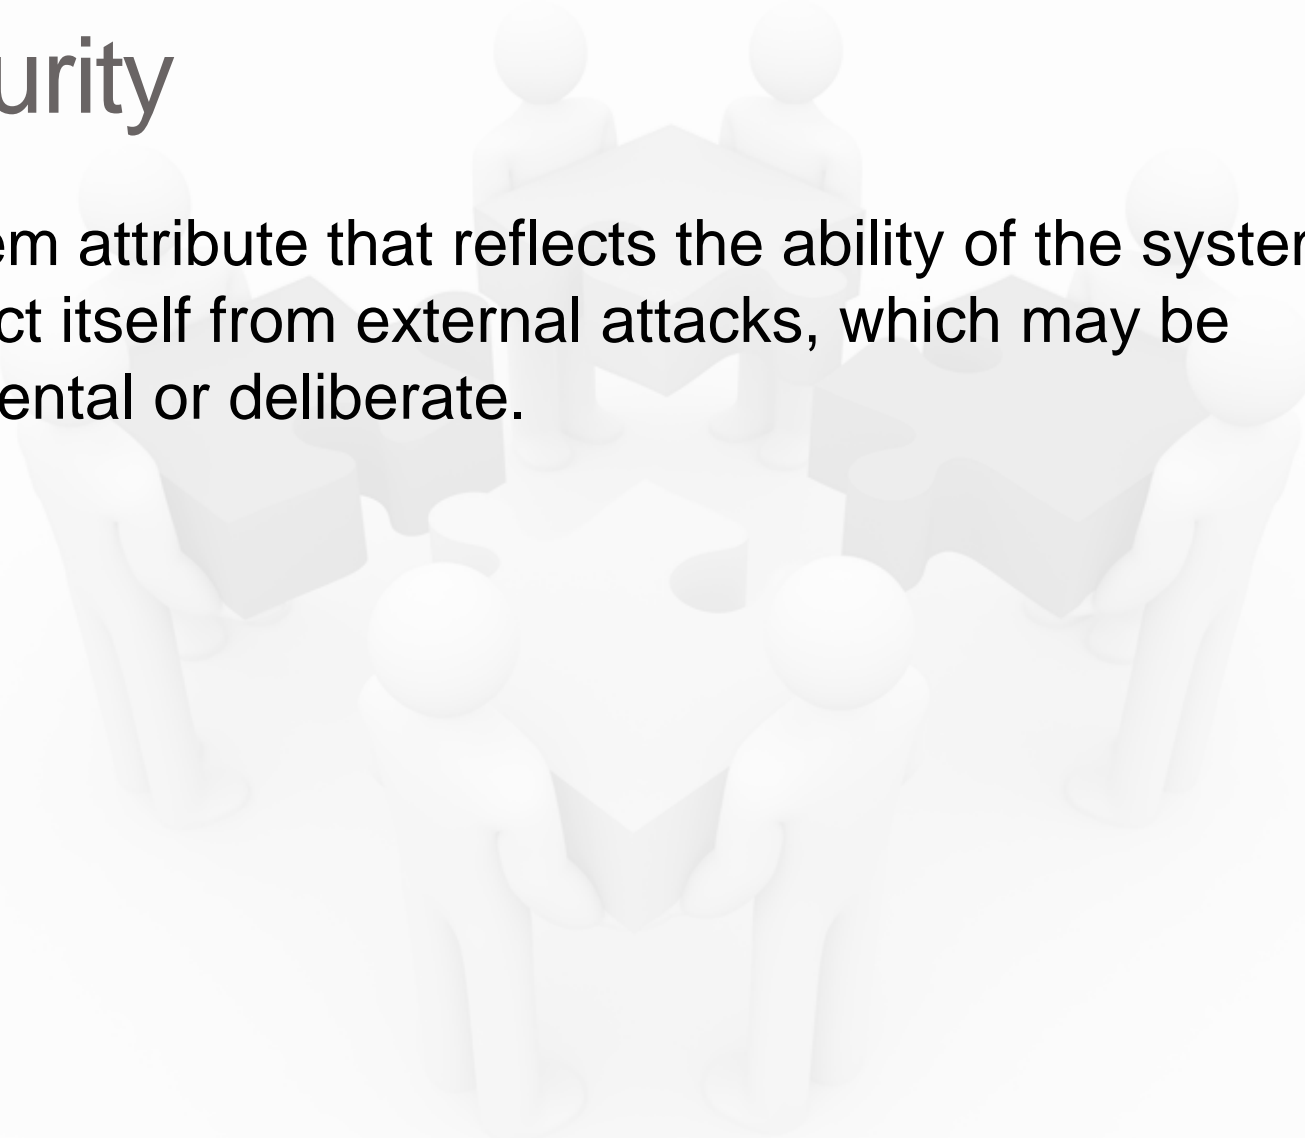 urity
em attribute that reflects the ability of the system
ct itself from external attacks, which may be
ental or deliberate.